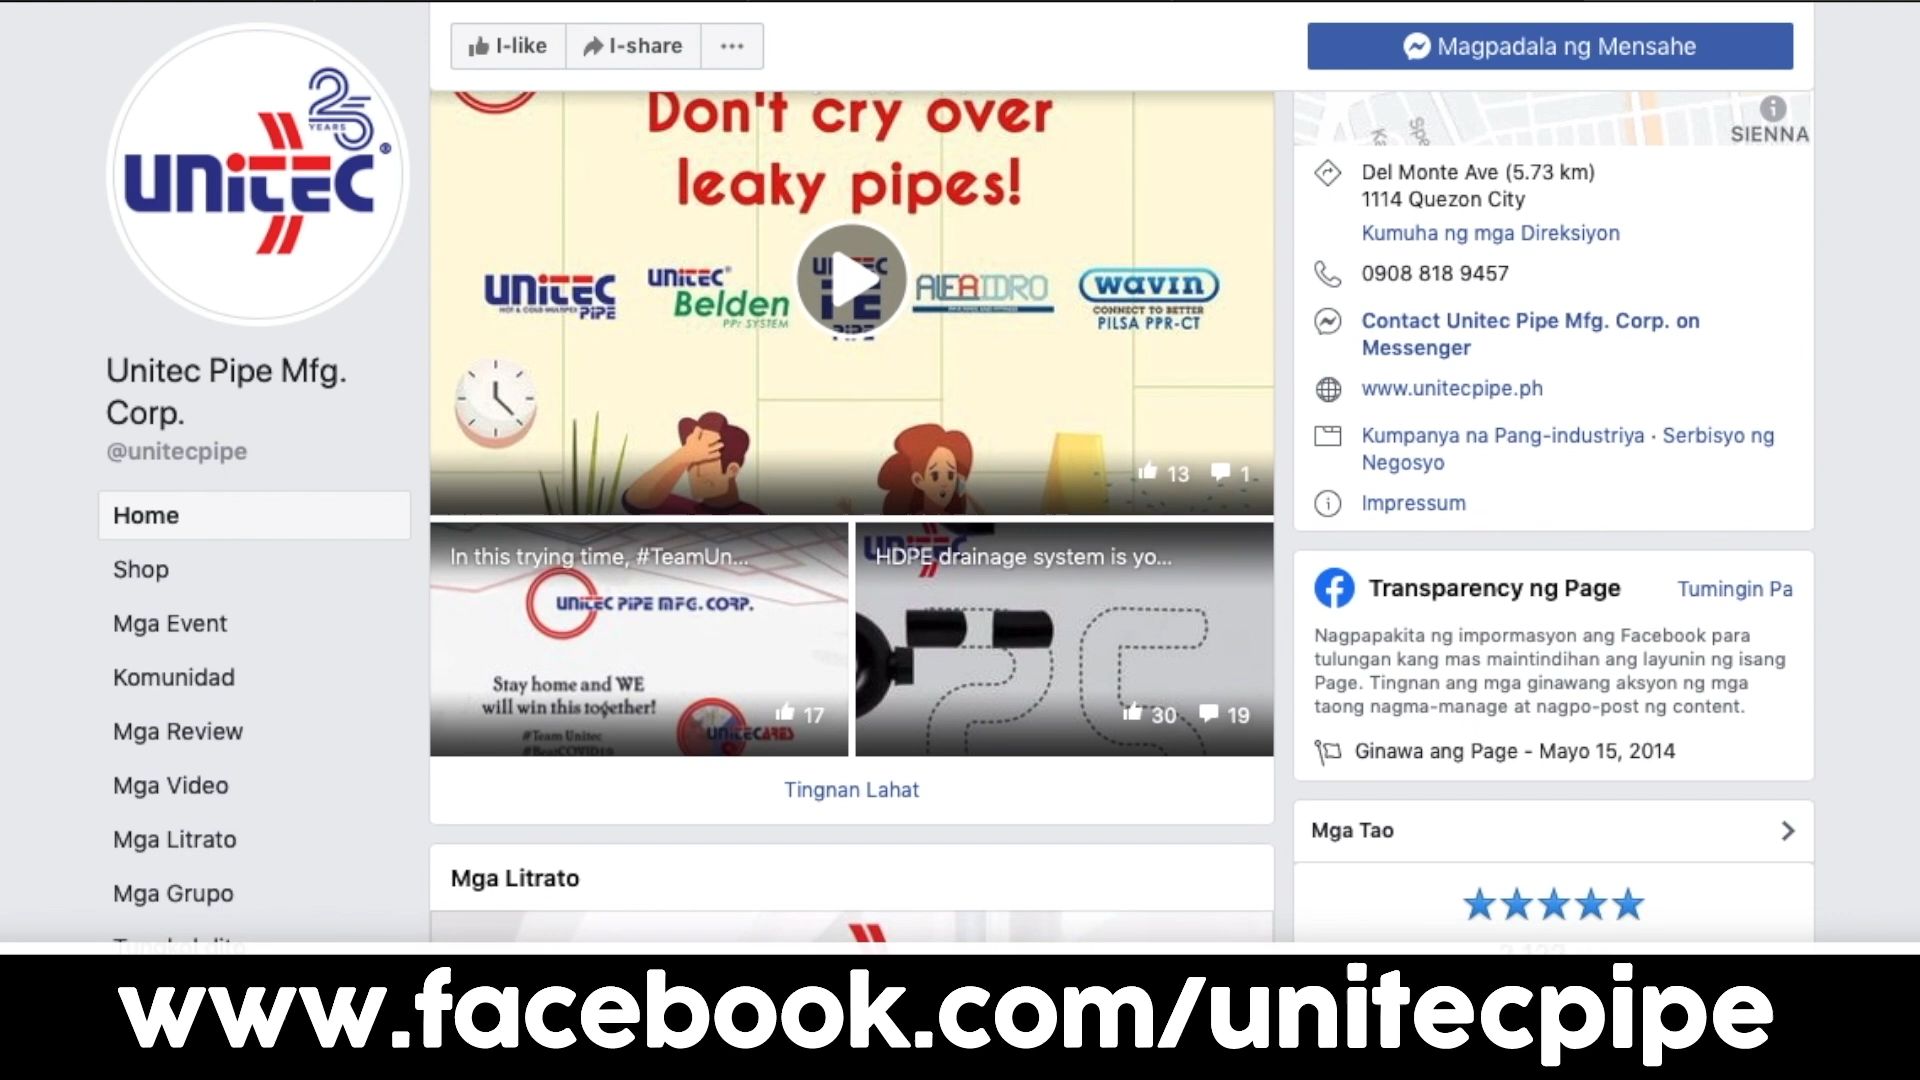 25
YEARS
UNITEC®
Unitec Pipe Mfg.
Corp.
@unitecpipe
Home
Shop
Mga Event
Komunidad
Mga Review
Mga Video
Mga Litrato
Mga Grupo
I-like
I-share
Magpadala ng Mensahe
Don't cry over
leaky pipes!
UNITEC
PIPE
UNITEC®
Belden
PPr SYSTEM
PIPE
ALFAIDRO
wavin
CONNECT TO BETTER
PILSA PPR-CT
13
1
In this trying time, #TeamUn...
UNITEC PIPE MFG. CORP.
Stay home and WE
will win this together!
#Team Unitec
#BeatCOVID19
UNITECARES
17
HDPE drainage system is yo...
30
19
Tingnan Lahat
Mga Litrato
SIENNA
Del Monte Ave (5.73 km)
1114 Quezon City
Kumuha ng mga Direksiyon
0908 818 9457
Contact Unitec Pipe Mfg. Corp. on
Messenger
www.unitecpipe.ph
Kumpanya na Pang-industriya · Serbisyo ng
Negosyo
Impressum
Transparency ng Page
Tumingin Pa
Nagpapakita ng impormasyon ang Facebook para
tulungan kang mas maintindihan ang layunin ng isang
Page. Tingnan ang mga ginawang aksyon ng mga
taong nagma-manage at nagpo-post ng content.
Ginawa ang Page - Mayo 15, 2014
Mga Tao
www.facebook.com/unitecpipe